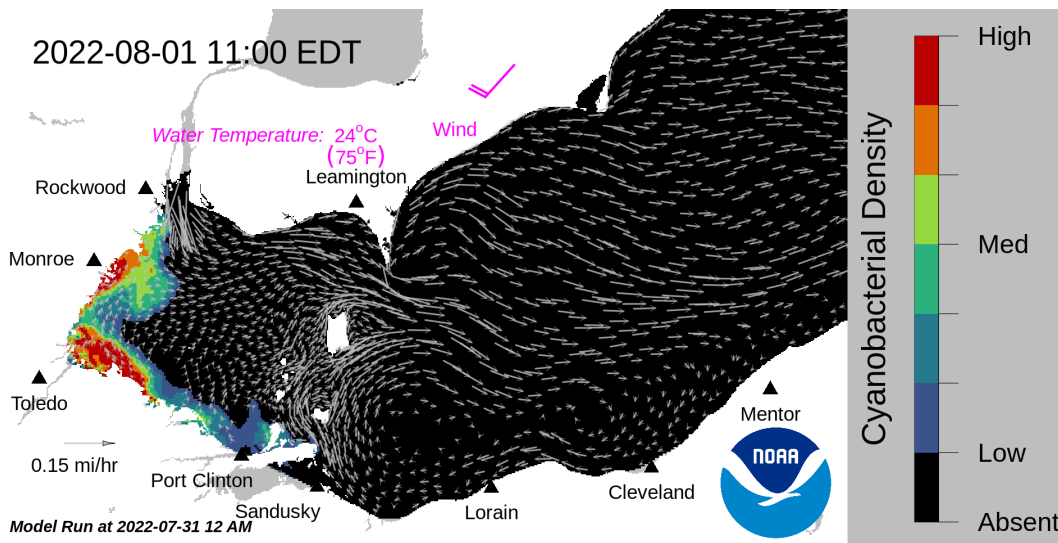 2022-08-01 11:00 EDT
High
Wind
Water Temperature: 24°C
(75°F)
Leamington
Rockwood
Monroe
Med
Cyanobacterial Density
Toledo
Mentor
NOAA
0.15 mi/hr
Low
Port Clinton
Cleveland
Sandusky
Lorain
Model Run at 2022-07-31 12 AM
Absent